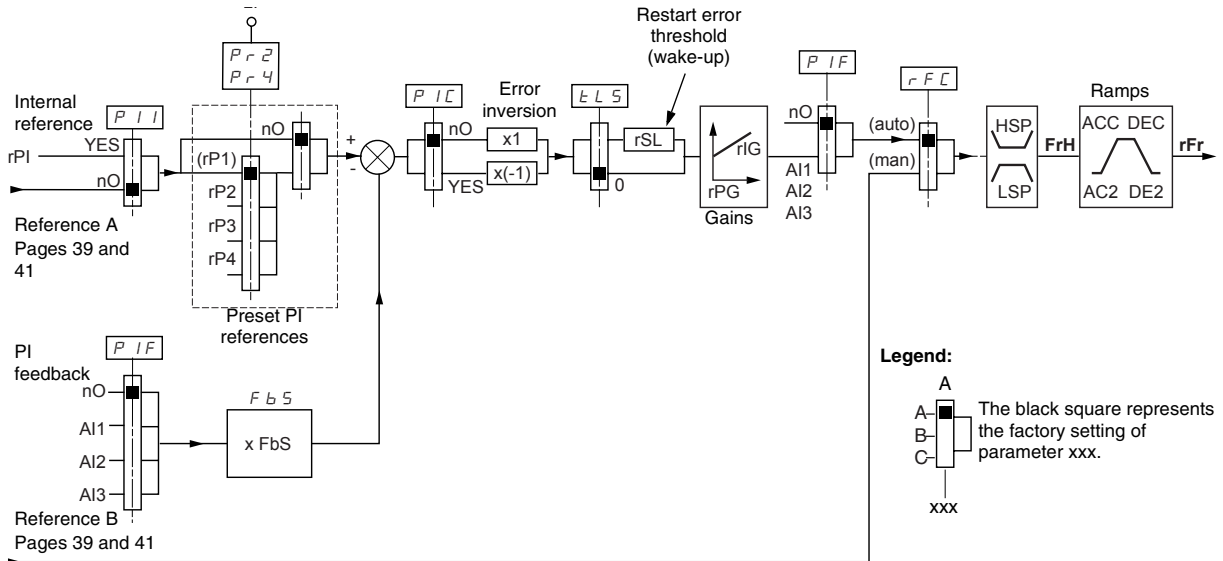 Restart error
threshold
(wake-up)
Pr2
Pr4
Internal
reference
PII
nO
PIC
Error
inversion
tLS
PIF
rFC
Ramps
YES
rPI
nO
(rP1)
rP2
rP3
rP4
+
-
nO
x1
YES
x(-1)
rSL
0
rIG
rPG
Gains
nO
AI1
AI2
AI3
(auto)
(man)
HSP
LSP
FrH
ACC DEC
AC2 DE2
rFr
Reference A
Pages 39 and
41
Preset PI
references
PI
feedback
PIF
nO
AI1
AI2
AI3
FbS
x FbS
Reference B
Pages 39 and 41
Legend:
A
A
B
C
xxx
The black square represents
the factory setting of
parameter xxx.